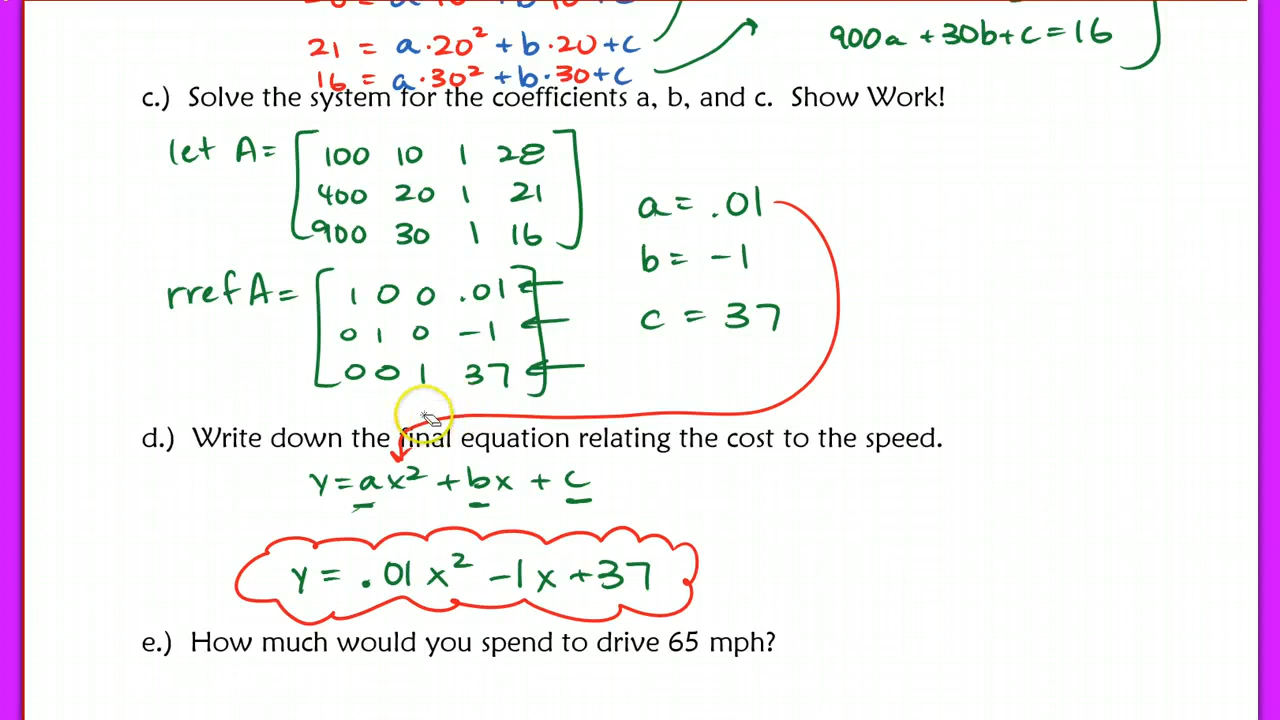 21 = a·20² + b·20+c
16 = a·30² + b·30+c
900a + 30b+c = 16
c.) Solve the system for the coefficients a, b, and c. Show Work!
let A= [100 10 1 28
400 20 1 21
900 30 1 16]
a = .01
b = -1
c = 37
rref A = [1 0 0 .01
0 1 0 -1
0 0 1 37]
d.) Write down the final equation relating the cost to the speed.
y = ax² + bx + c
y = .01x² -1x +37
e.) How much would you spend to drive 65 mph?